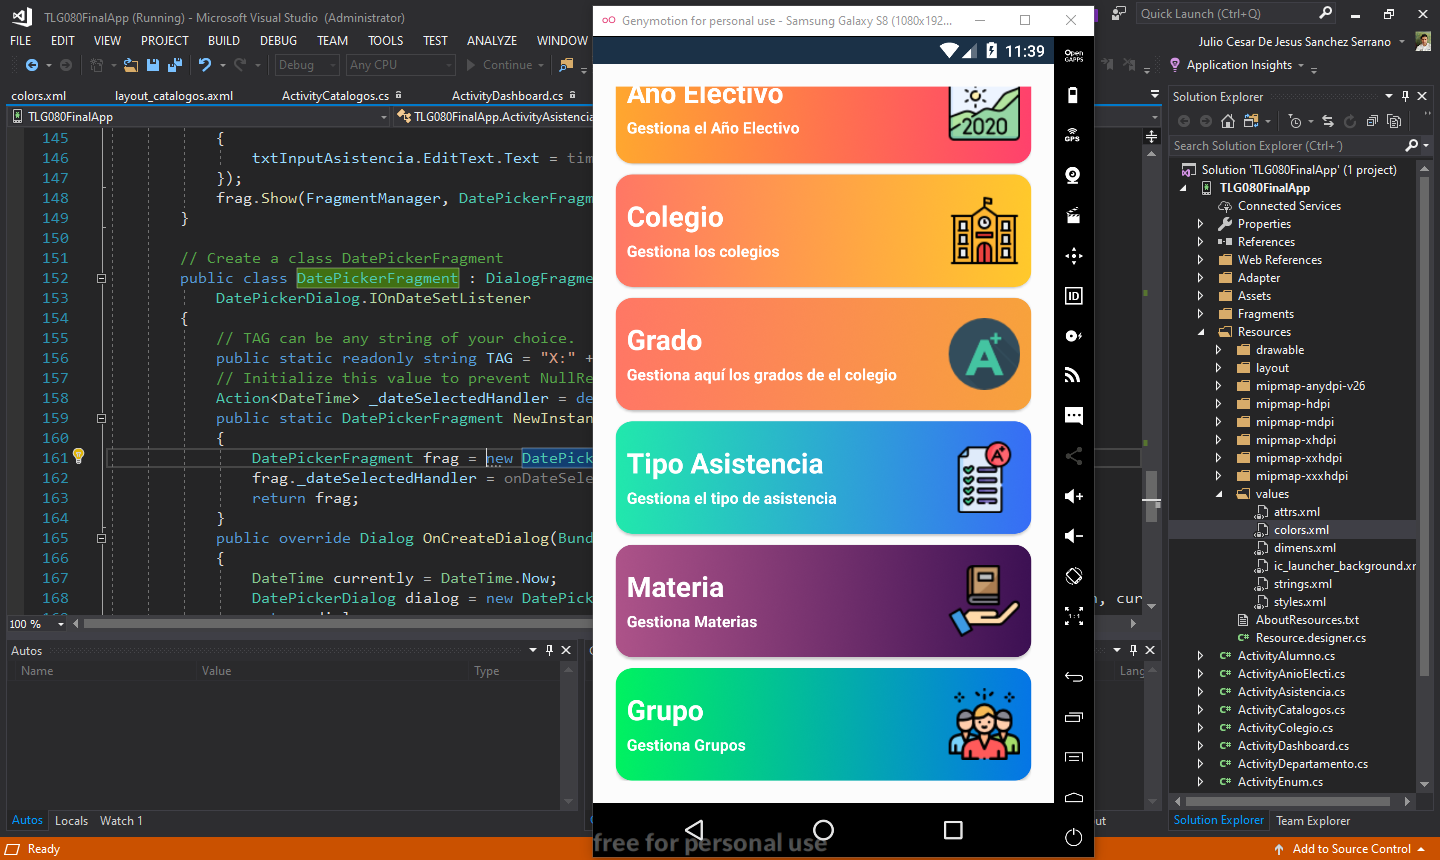 TLG080FinalApp (Running) - Microsoft Visual Studio (Administrator)
Quick Launch (Ctrl+Q)
FILE EDIT VIEW PROJECT BUILD DEBUG TEAM TOOLS TEST ANALYZE WINDOW
Julio Cesar De Jesus Sanchez Serrano
Debug Any CPU Continue
Application Insights
colors.xml layout_catalogos.axml ActivityCatalogos.cs ActivityDashboard.cs
TLG080FinalApp TLG080FinalApp.ActivityAsistencia
145 {
146 txtInputAsistencia.EditText.Text = tim
147 });
148 frag.Show(FragmentManager, DatePickerFragm
149 }
150
151 // Create a class DatePickerFragment
152 public class DatePickerFragment : DialogFragme
153 DatePickerDialog.IOnDateSetListener
154 {
155 // TAG can be any string of your choice.
156 public static readonly string TAG = "X:" +
157 // Initialize this value to prevent NullRe
158 Action<DateTime> _dateSelectedHandler = de
159 public static DatePickerFragment NewInstan
160 {
161 DatePickerFragment frag = new DatePick
162 frag._dateSelectedHandler = onDateSele
163 return frag;
164 }
165 public override Dialog OnCreateDialog(Bund
166 {
167 DateTime currently = DateTime.Now;
168 DatePickerDialog dialog = new DatePick
, cur
100 %
Autos
Name Value Type
Lang
Autos Locals Watch 1
ut
Ready
Genymotion for personal use - Samsung Galaxy S8 (1080x192...
11:39
Open
GAPPS
GPS
ID
1:1
Año Electivo
Gestiona el Año Electivo
2020
Colegio
Gestiona los colegios
Grado
Gestiona aquí los grados de el colegio
A+
Tipo Asistencia
Gestiona el tipo de asistencia
A+
Materia
Gestiona Materias
Grupo
Gestiona Grupos
free for personal use
Solution Explorer
Search Solution Explorer (Ctrl+´)
Solution 'TLG080FinalApp' (1 project)
TLG080FinalApp
Connected Services
Properties
References
Web References
Adapter
Assets
Fragments
Resources
drawable
layout
mipmap-anydpi-v26
mipmap-hdpi
mipmap-mdpi
mipmap-xhdpi
mipmap-xxhdpi
mipmap-xxxhdpi
values
attrs.xml
colors.xml
dimens.xml
ic_launcher_background.xr
strings.xml
styles.xml
AboutResources.txt
C# Resource.designer.cs
C# ActivityAlumno.cs
C# ActivityAnioElecti.cs
C# ActivityAsistencia.cs
C# ActivityCatalogos.cs
C# ActivityColegio.cs
C# ActivityDashboard.cs
C# ActivityDepartamento.cs
C# ActivityEnum.cs
Solution Explorer Team Explorer
Add to Source Control